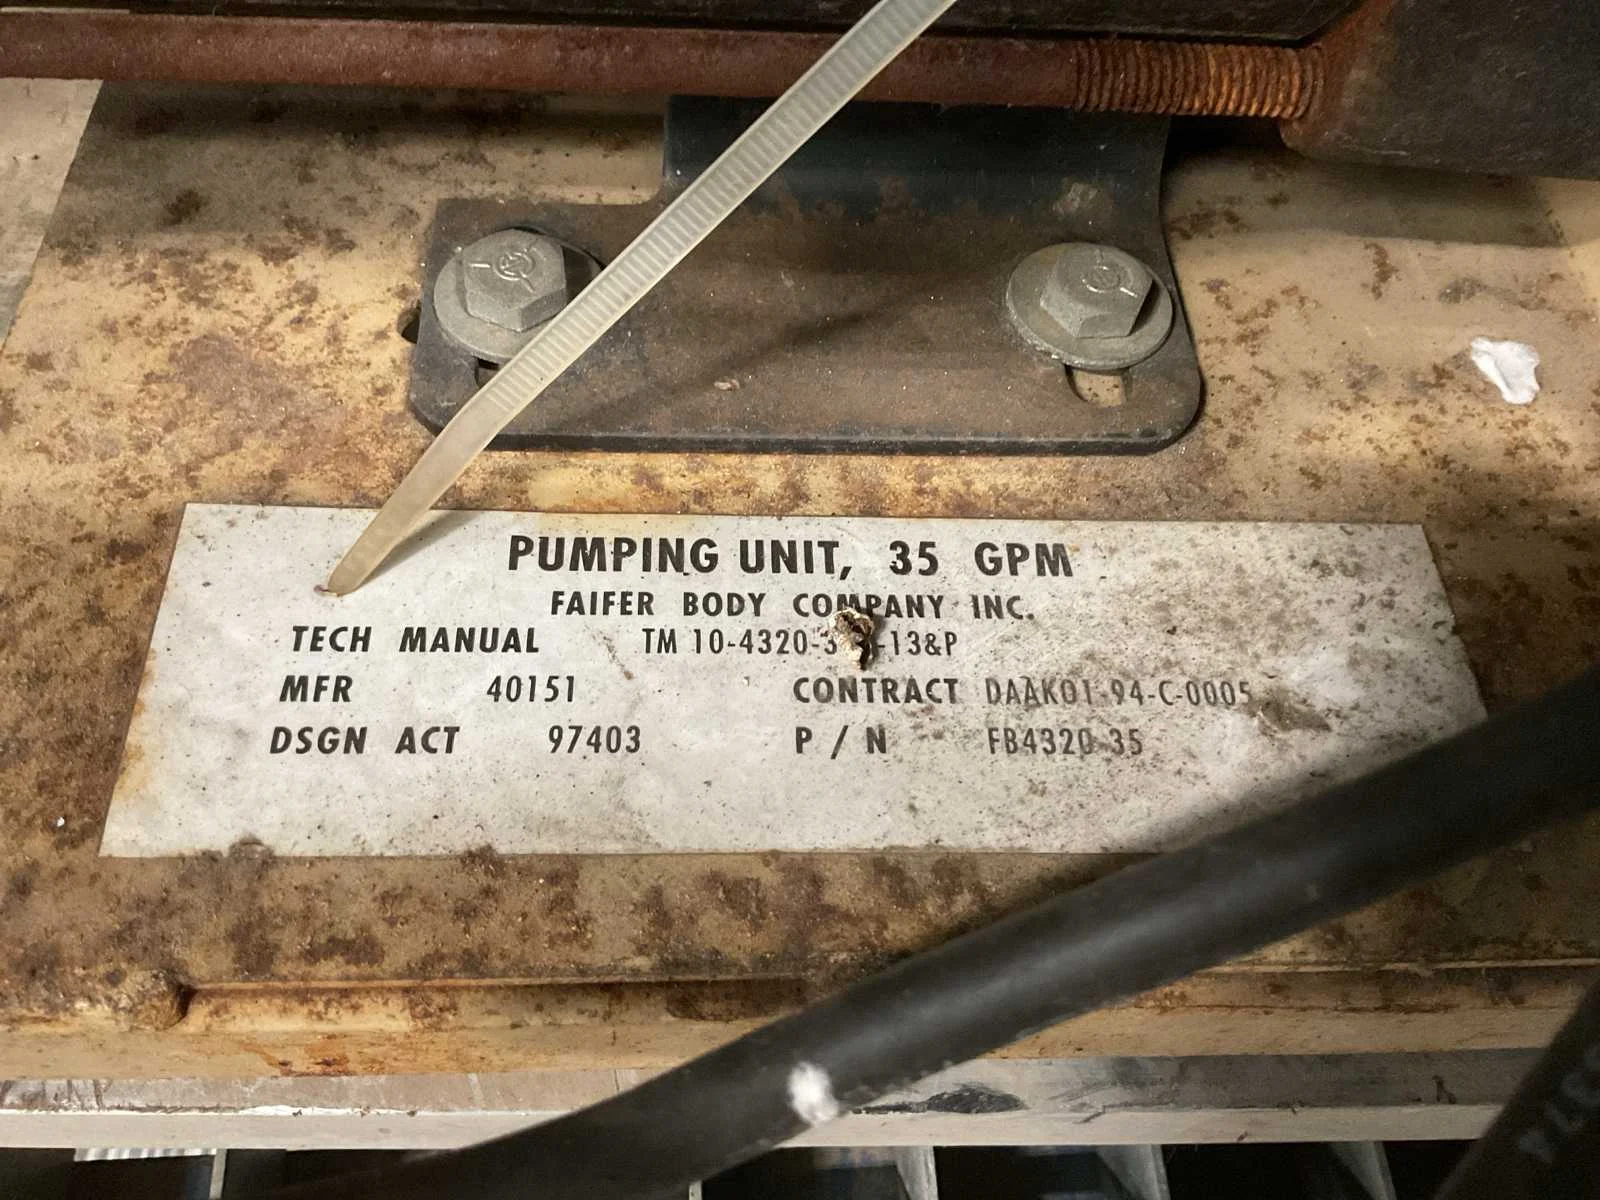 PUMPING UNIT, 35 GPM
FAIFER BODY COMPANY INC.
TECH MANUAL TM 10-4320-
MFR 40151 CONTRACT DAAK01-94-C-0005
DSGN ACT 97403 P / N FB4320-35